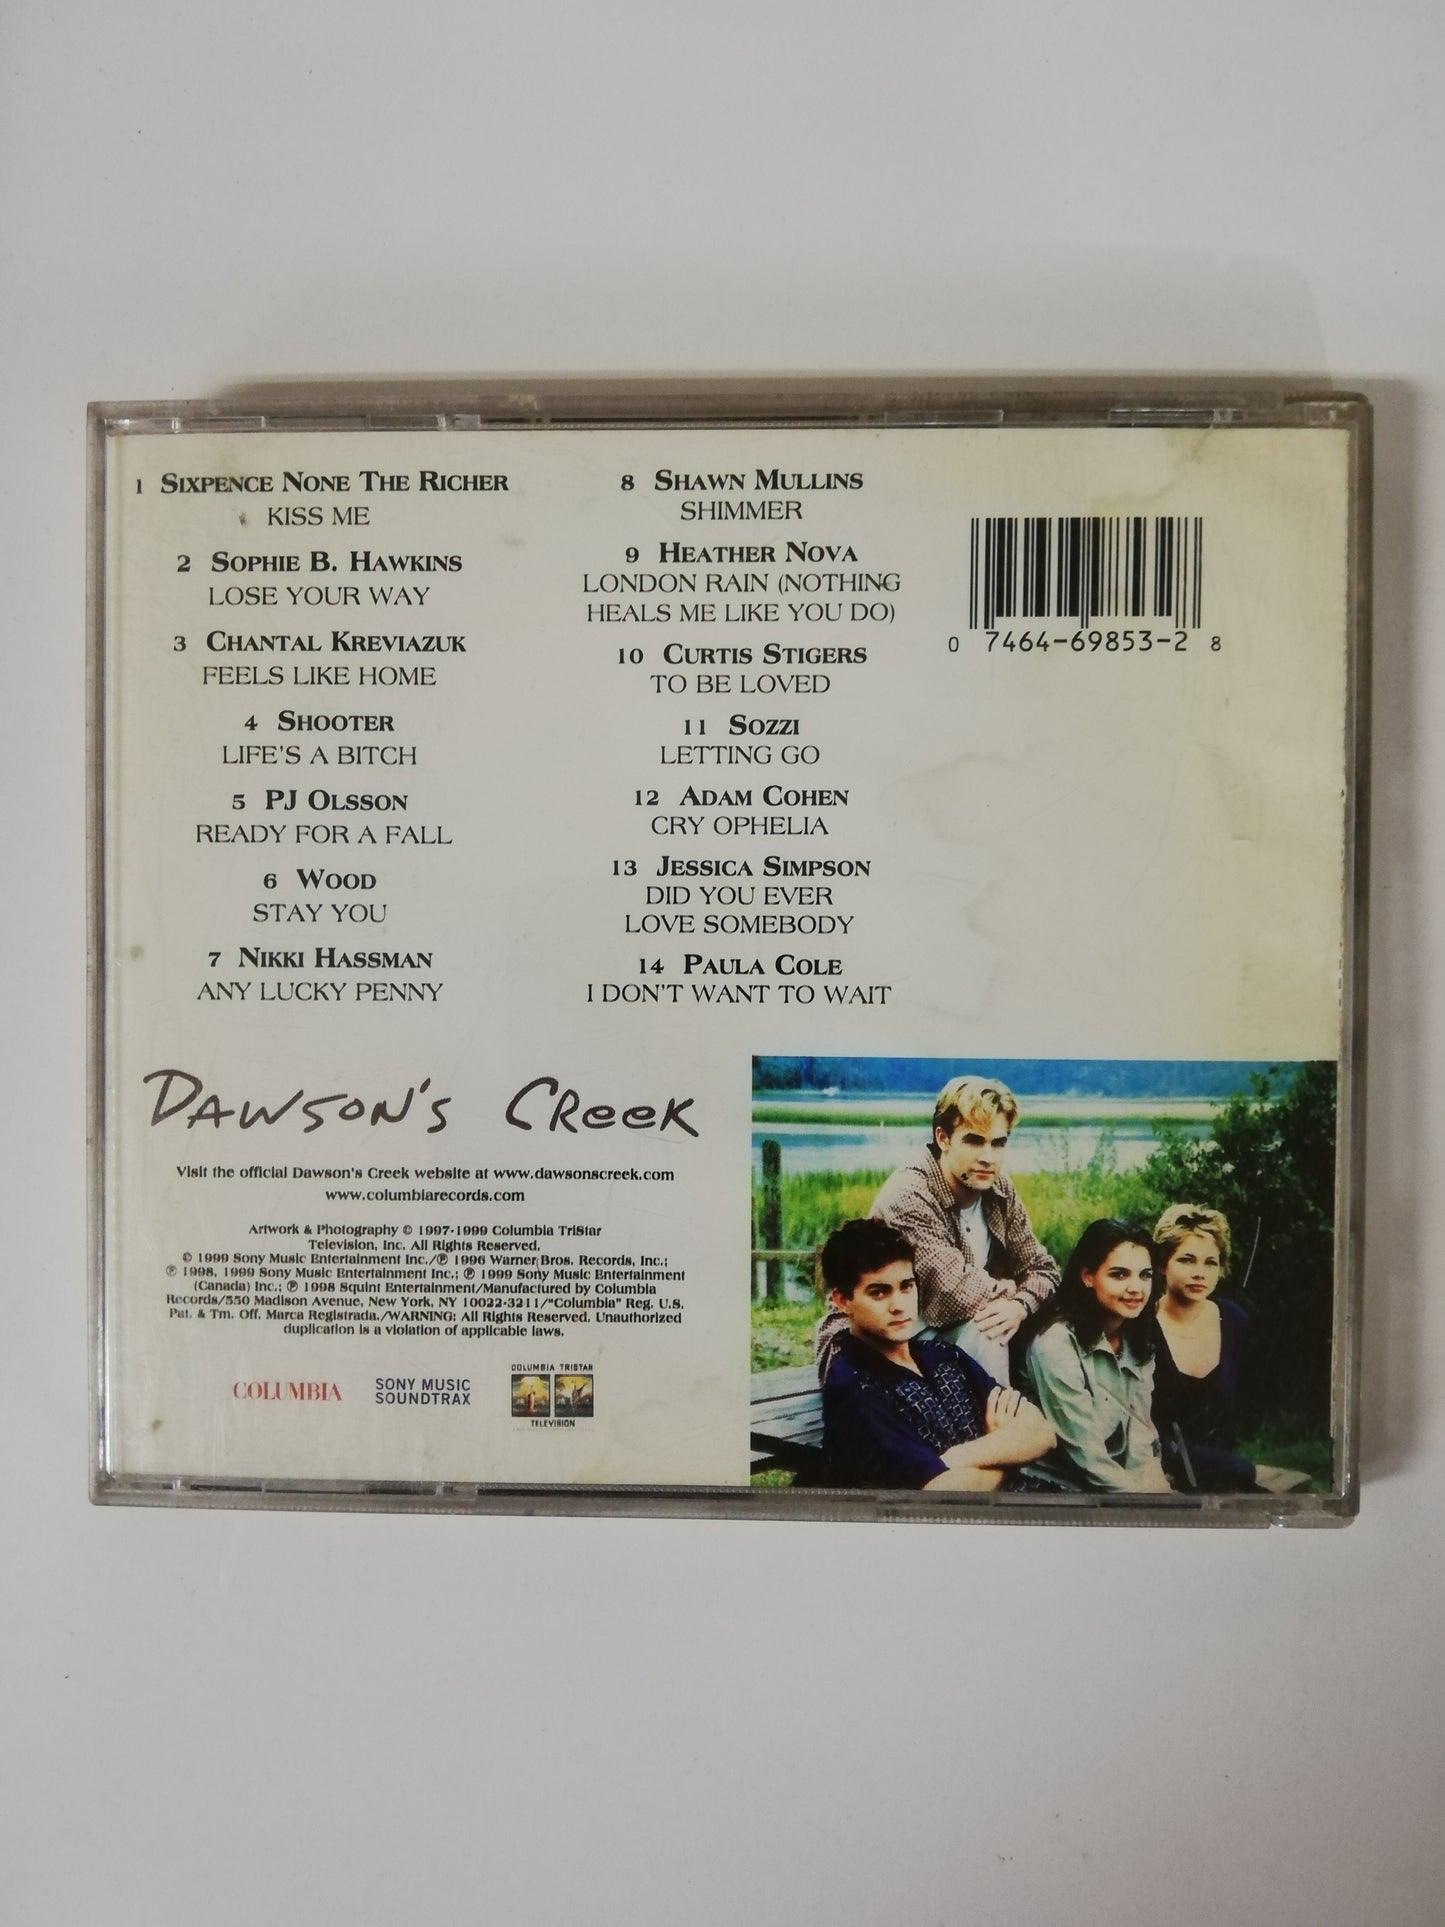 1 SIXPENCE NONE THE RICHER
KISS ME
2 SOPHIE B. HAWKINS
LOSE YOUR WAY
3 CHANTAL KREVIAZUK
FEELS LIKE HOME
4 SHOOTER
LIFE'S A BITCH
5 PJ OLSSON
READY FOR A FALL
6 WOOD
STAY YOU
7 NIKKI HASSMAN
ANY LUCKY PENNY
8 SHAWN MULLINS
SHIMMER
9 HEATHER NOVA
LONDON RAIN (NOTHING
HEALS ME LIKE YOU DO)
10 CURTIS STIGERS
TO BE LOVED
11 SOZZI
LETTING GO
12 ADAM COHEN
CRY OPHELIA
13 JESSICA SIMPSON
DID YOU EVER
LOVE SOMEBODY
14 PAULA COLE
I DON'T WANT TO WAIT
0 7464-69853-2 8
DAWSON'S CREEK
Visit the official Dawson's Creek website at www.dawsonscreek.com
www.columbiarecords.com
Artwork & Photography © 1997-1999 Columbia TriStar
Television, Inc. All Rights Reserved.
© 1999 Sony Music Entertainment Inc./℗ 1996 Warner Bros. Records, Inc.;
℗ 1998, 1999 Sony Music Entertainment Inc.; ℗ 1999 Sony Music Entertainment
(Canada) Inc.; ℗ 1998 Squint Entertainment/Manufactured by Columbia
Records/550 Madison Avenue, New York, NY 10022-3211/"Columbia" Reg. U.S.
Pat. & Tm. Off. Marca Registrada./WARNING: All Rights Reserved. Unauthorized
duplication is a violation of applicable laws.
COLUMBIA
SONY MUSIC
SOUNDTRAX
COLUMBIA TRISTAR
TELEVISION